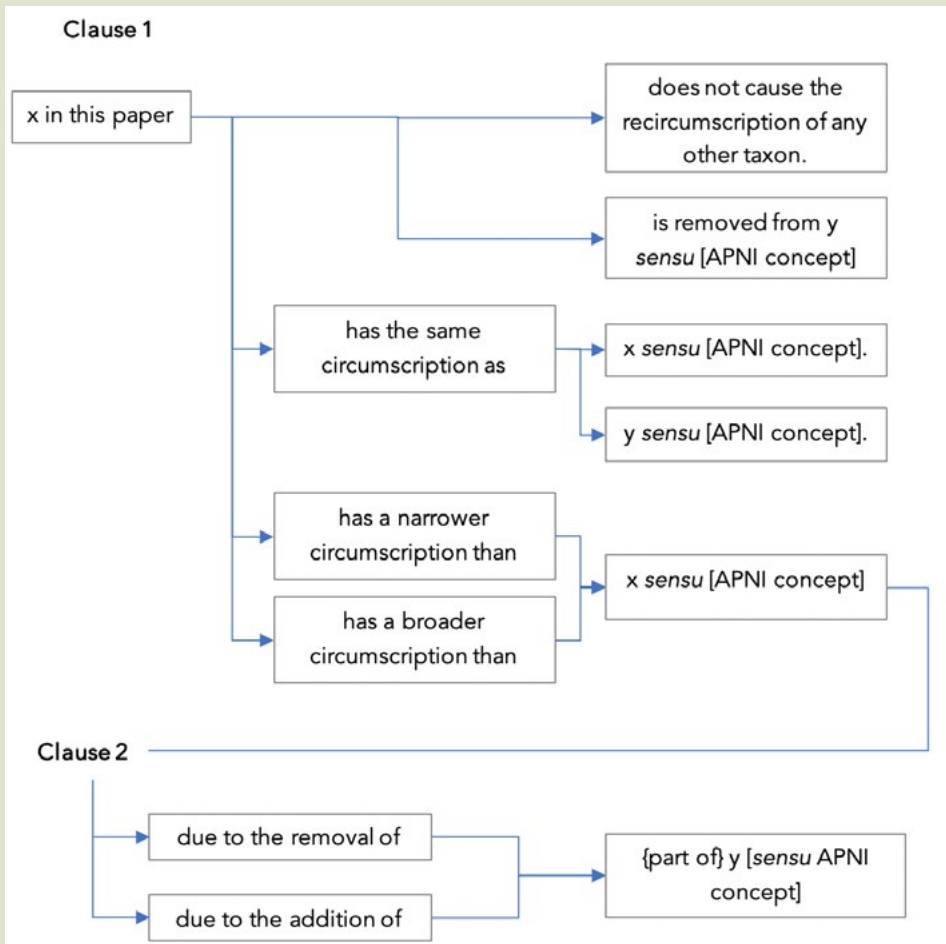 Clause 1
x in this paper
does not cause the
recircumscription of any
other taxon.
is removed from y
sensu [APNI concept]
has the same
circumscription as
x sensu [APNI concept].
y sensu [APNI concept].
has a narrower
circumscription than
has a broader
circumscription than
x sensu [APNI concept]
Clause 2
due to the removal of
due to the addition of
{part of} y [sensu APNI
concept]